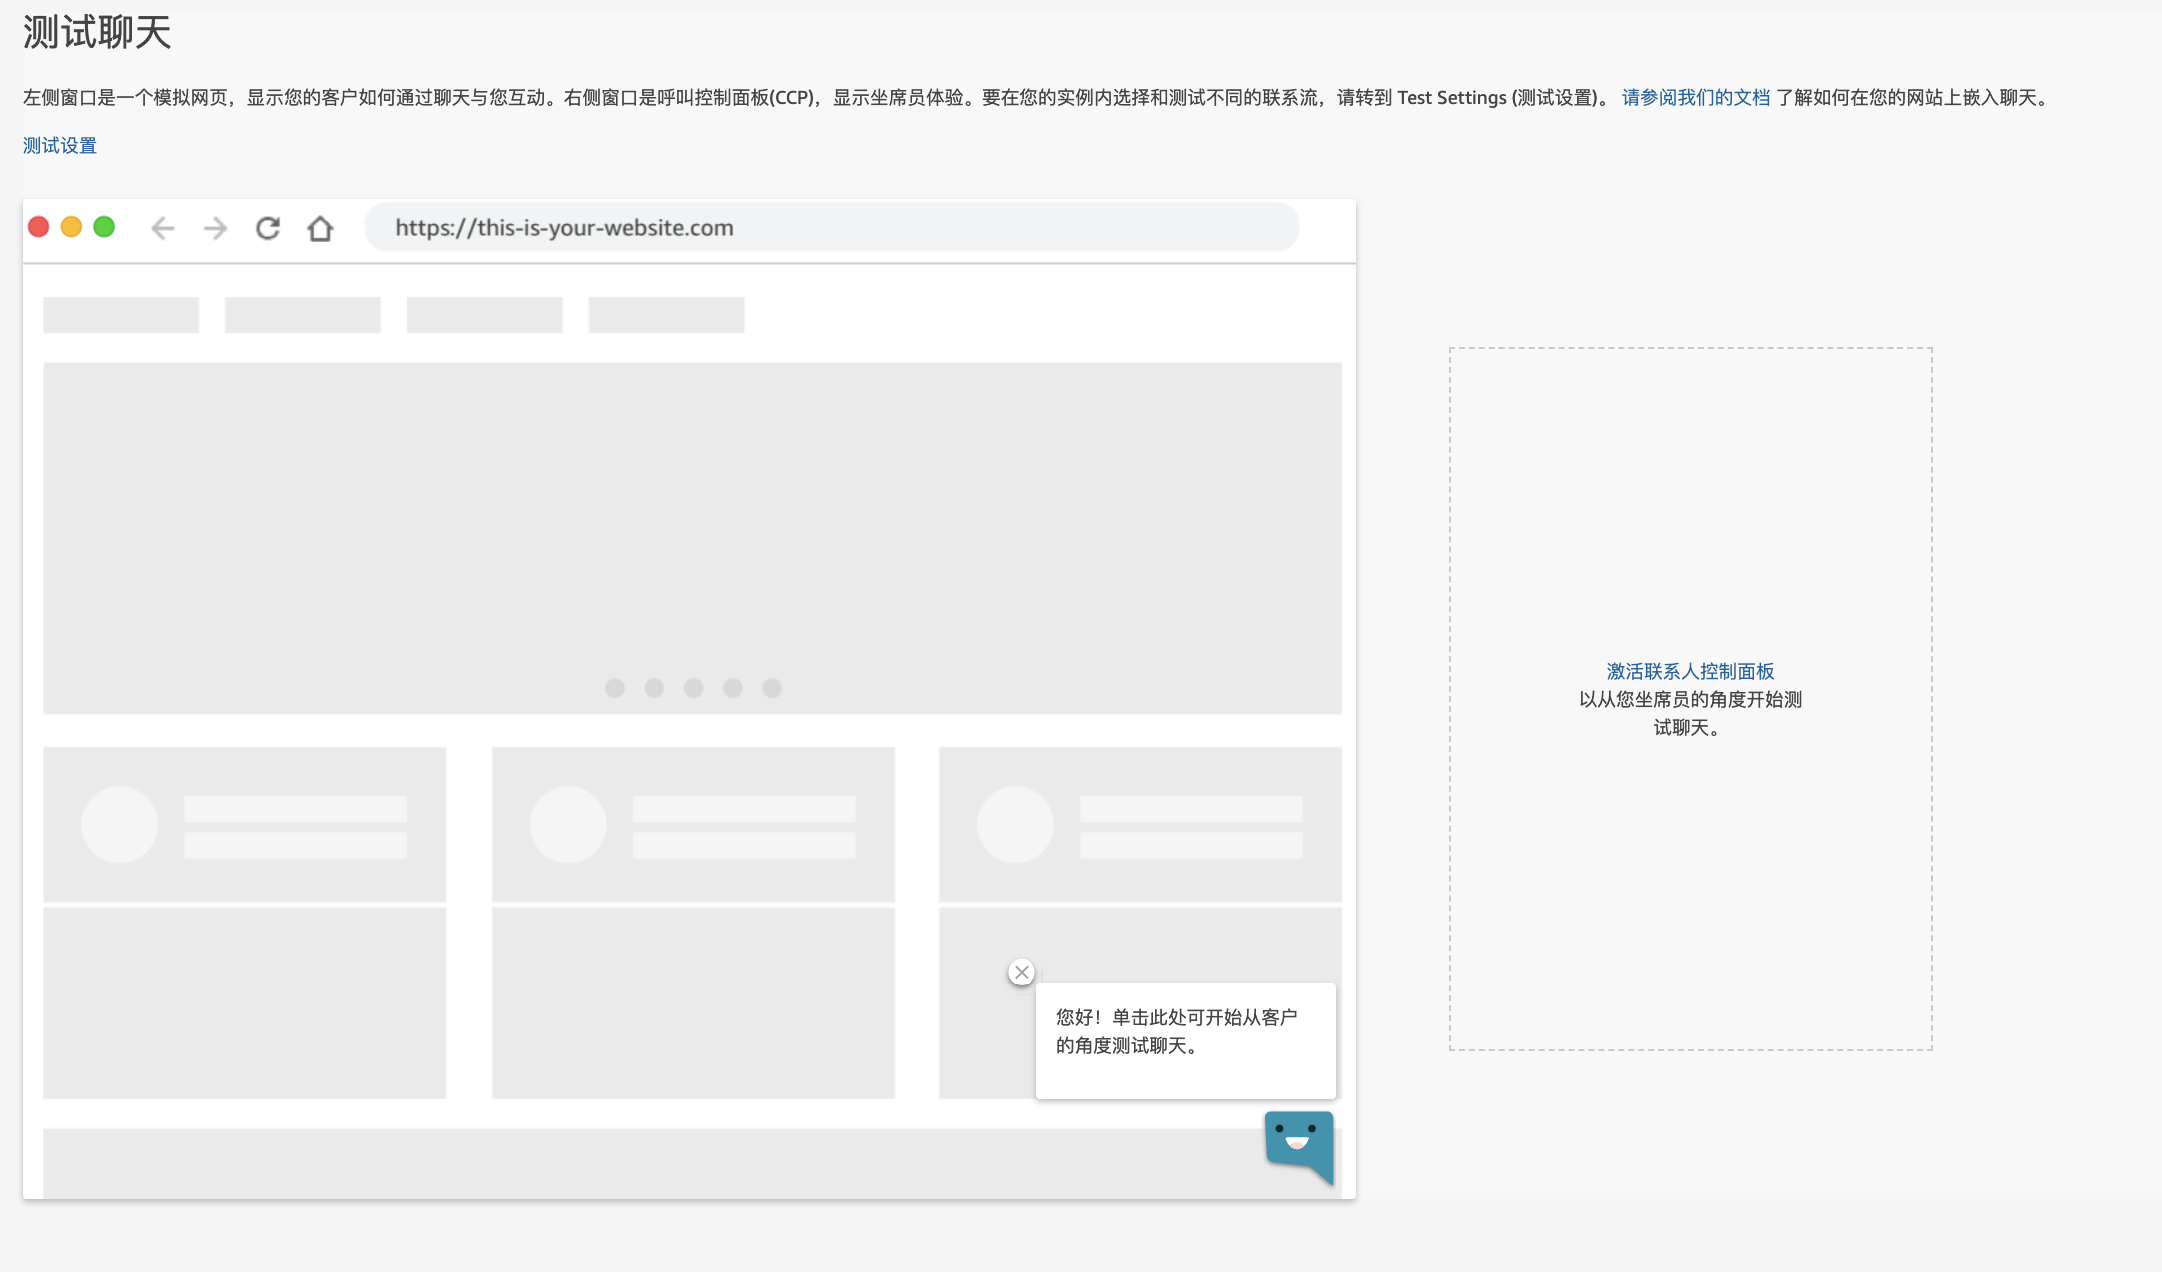 测试聊天
左侧窗口是一个模拟网页，显示您的客户如何通过聊天与您互动。右侧窗口是呼叫控制面板(CCP)，显示坐席员体验。要在您的实例内选择和测试不同的联系流，请转到 Test Settings (测试设置)。 请参阅我们的文档 了解如何在您的网站上嵌入聊天。
测试设置
https://this-is-your-website.com
激活联系人控制面板
以从您坐席员的角度开始测
试聊天。
您好！单击此处可开始从客户
的角度测试聊天。